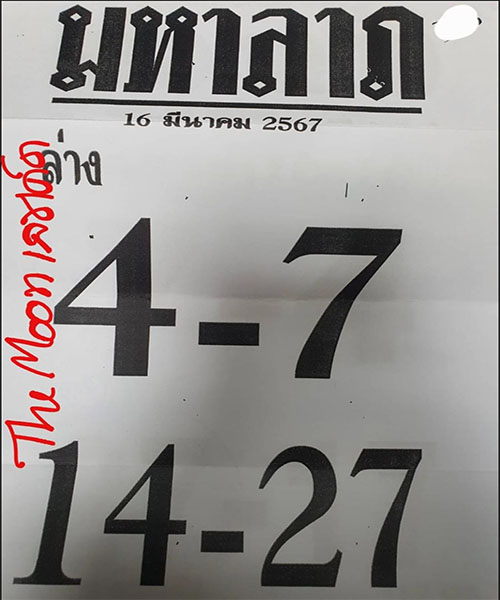 มหาลาภ
16 มีนาคม 2567
ล่าง
4-7
14-27
The Moon เลขเด็ด